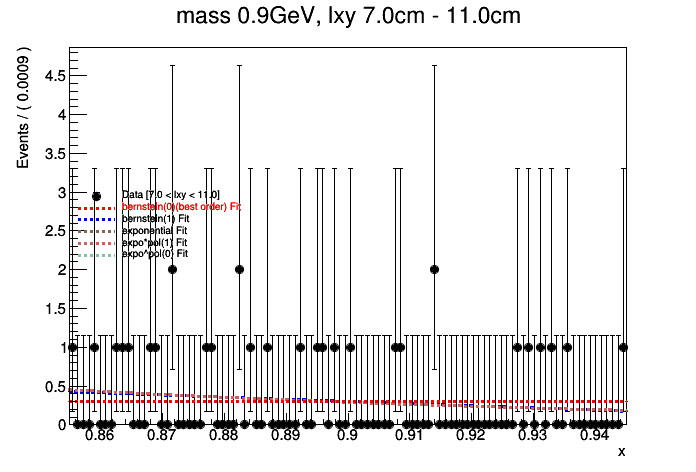 mass 0.9GeV, lxy 7.0cm - 11.0cm
Events / ( 0.0009 )
4.5
4
3.5
3
2.5
2
1.5
1
0.5
0
Data [7.0 < lxy < 11.0]
bernstein(0)(best order) Fit
bernstein(1) Fit
exponential Fit
expo*pol(1) Fit
expo^pol(0) Fit
0.86 0.87 0.88 0.89 0.9 0.91 0.92 0.93 0.94
x